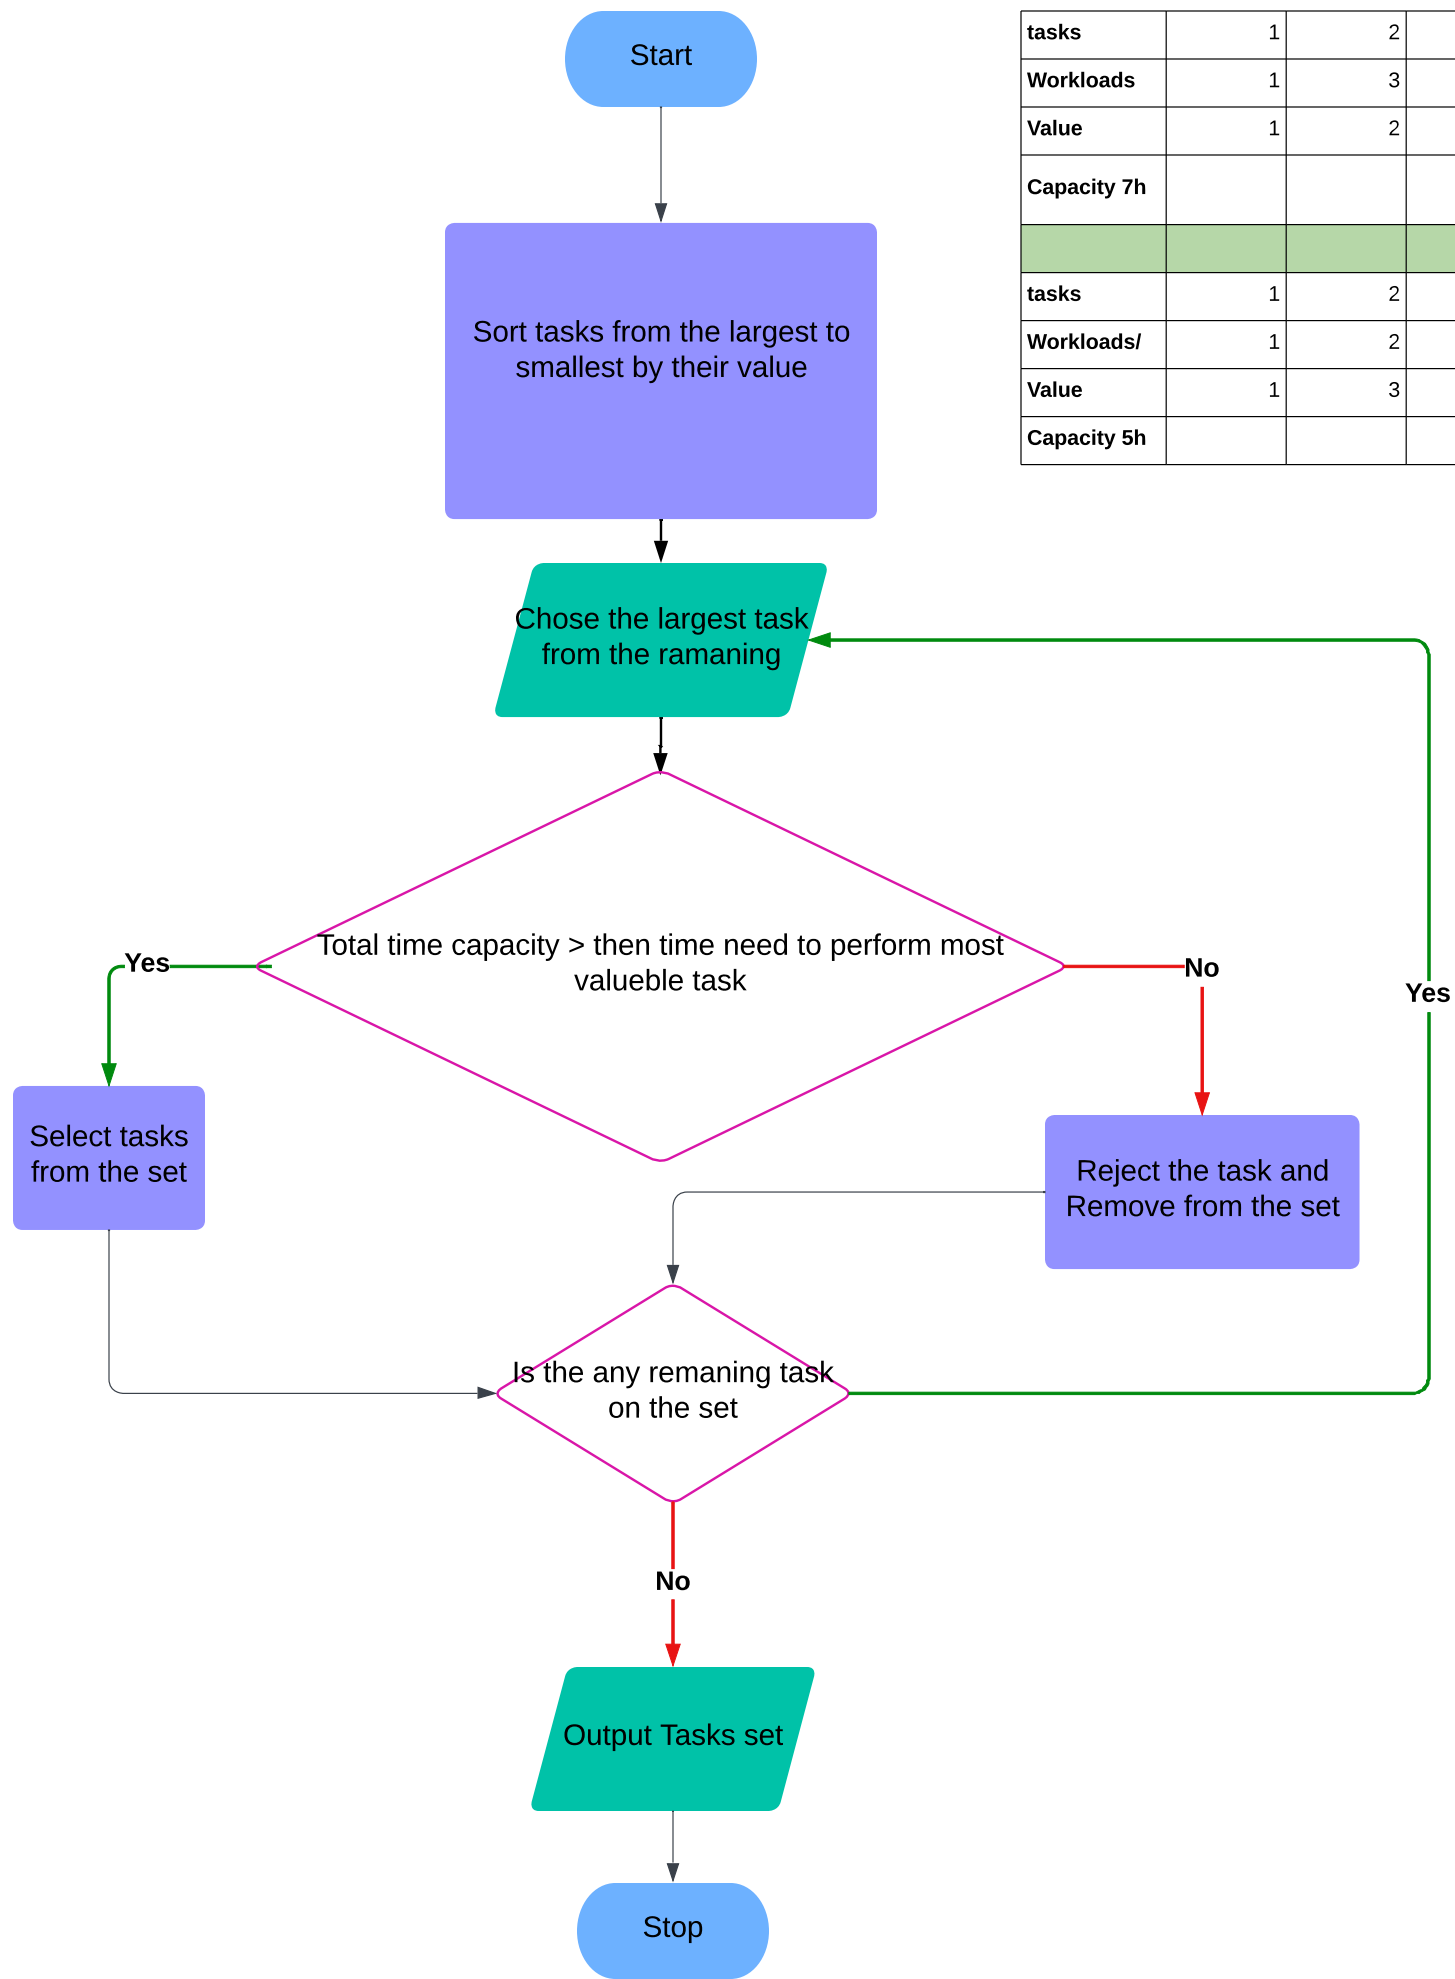 Start
tasks 1 2
Workloads 1 3
Value 1 2
Capacity 7h
tasks 1 2
Workloads/ 1 2
Value 1 3
Capacity 5h
Sort tasks from the largest to
smallest by their value
Chose the largest task
from the ramaning
Total time capacity > then time need to perform most
valueble task
Yes
No
Yes
Select tasks
from the set
Reject the task and
Remove from the set
Is the any remaning task
on the set
No
Output Tasks set
Stop